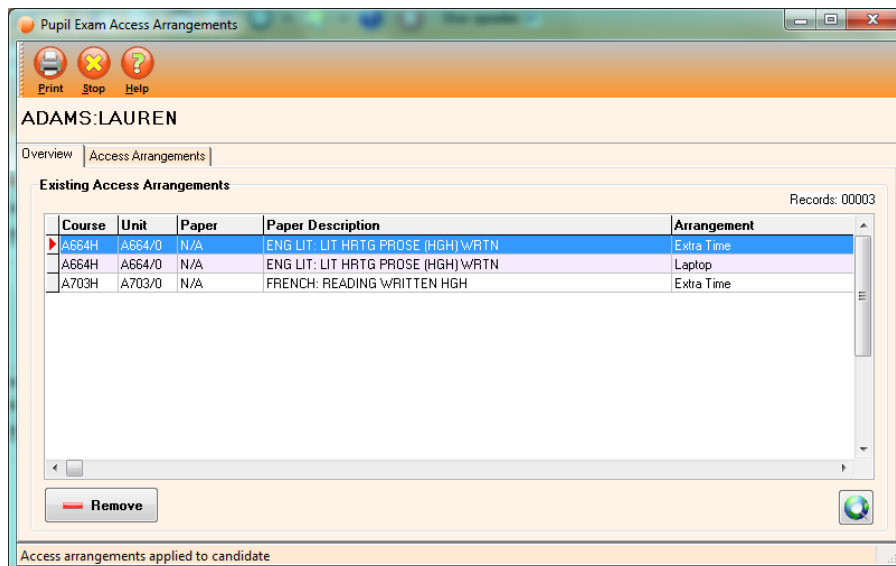 Pupil Exam Access Arrangements
Print Stop Help
ADAMS:LAUREN
Overview Access Arrangements
Existing Access Arrangements
Records: 00003
Course Unit Paper Paper Description Arrangement
A664H A664/0 N/A ENG LIT: LIT HRTG PROSE (HGH) WRTN Extra Time
A664H A664/0 N/A ENG LIT: LIT HRTG PROSE (HGH) WRTN Laptop
A703H A703/0 N/A FRENCH: READING WRITTEN HGH Extra Time
Remove
Access arrangements applied to candidate